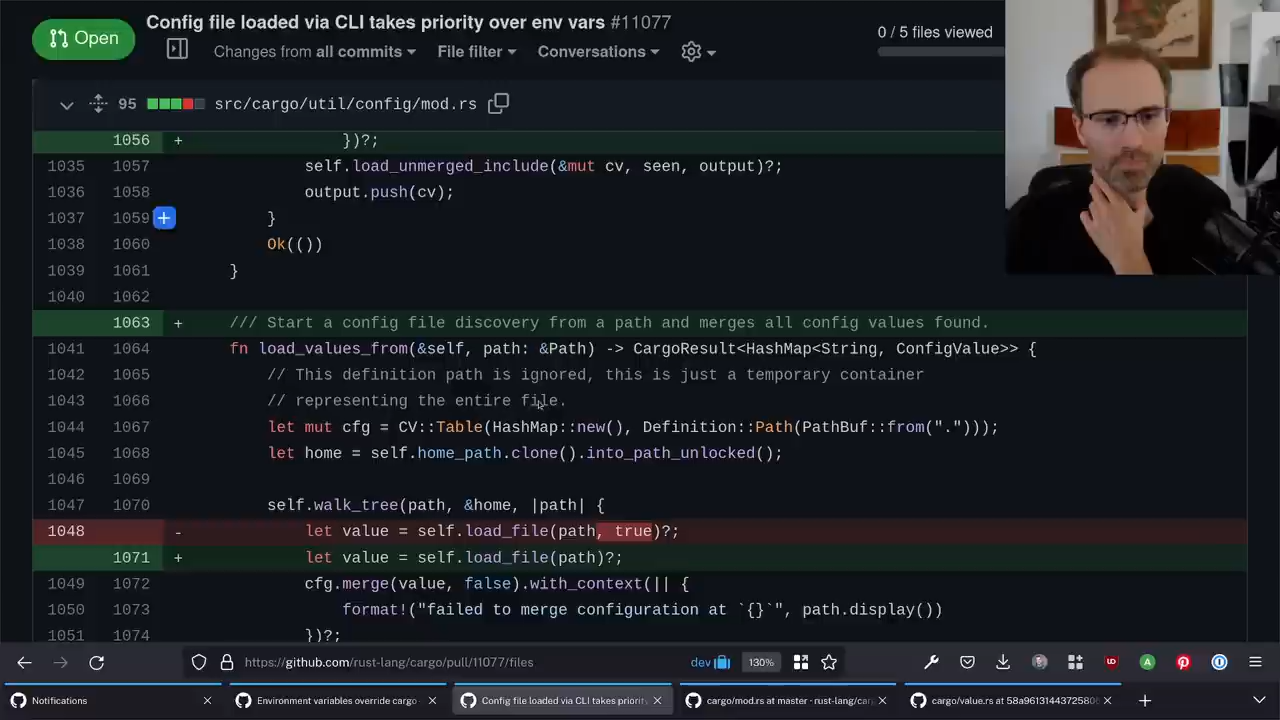 Open
Config file loaded via CLI takes priority over env vars #11077
Changes from all commits
File filter
Conversations
0 / 5 files viewed
95 src/cargo/util/config/mod.rs
1056 + })?;
1035 1057 self.load_unmerged_include(&mut cv, seen, output)?;
1036 1058 output.push(cv);
1037 1059 + }
1038 1060 Ok(())
1039 1061 }
1040 1062
1063 + /// Start a config file discovery from a path and merges all config values found.
1041 1064 fn load_values_from(&self, path: &Path) -> CargoResult<HashMap<String, ConfigValue>> {
1042 1065 // This definition path is ignored, this is just a temporary container
1043 1066 // representing the entire file.
1044 1067 let mut cfg = CV::Table(HashMap::new(), Definition::Path(PathBuf::from(".")));
1045 1068 let home = self.home_path.clone().into_path_unlocked();
1046 1069
1047 1070 self.walk_tree(path, &home, |path| {
1048 - let value = self.load_file(path, true)?;
1071 + let value = self.load_file(path)?;
1049 1072 cfg.merge(value, false).with_context(|| {
1050 1073 format!("failed to merge configuration at `{}`", path.display())
1051 1074 })?;
https://github.com/rust-lang/cargo/pull/11077/files
dev
130%
Notifications
Environment variables override cargo
Config file loaded via CLI takes priority
cargo/mod.rs at master · rust-lang/car
cargo/value.rs at 58a9613144372580